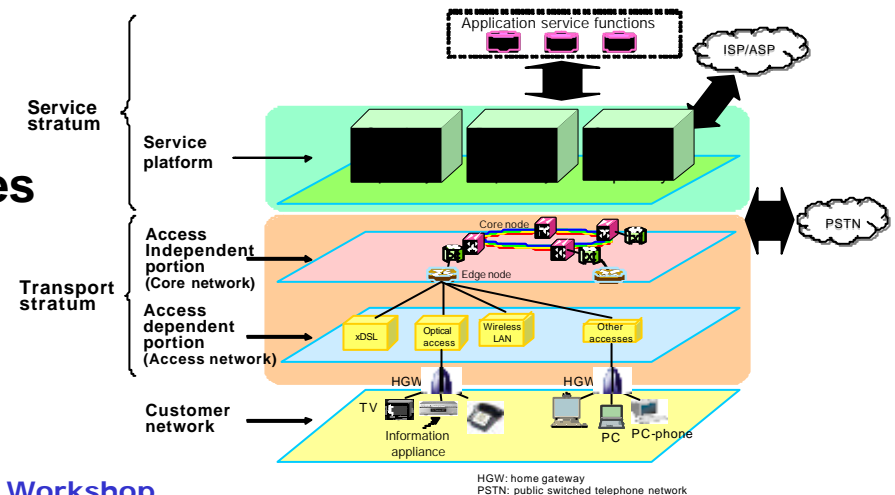 Application service functions
ISP/ASP
Service
stratum
Service
platform
es
PSTN
Core node
Access
Independent
portion
(Core network)
Edge node
Transport
stratum
Access
dependent
portion
(Access network)
xDSL
Optical
access
Wireless
LAN
Other
accesses
HGW
HGW
TV
Customer
network
Information
appliance
PC
PC-phone
HGW: home gateway
PSTN: public switched telephone network
Workshop